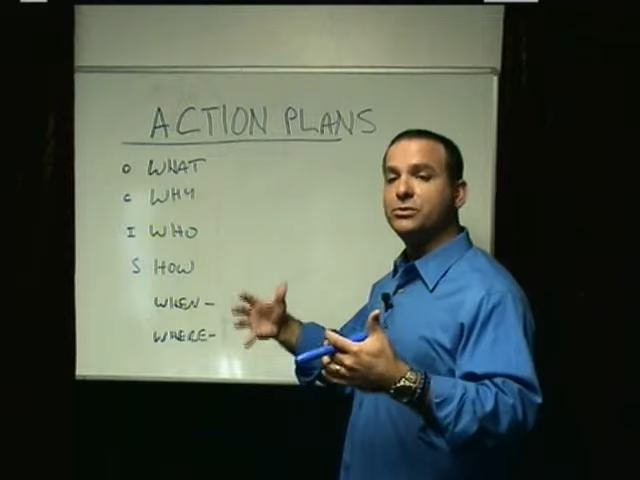 ACTION PLANS
O WHAT
C WHY
I WHO
S HOW
WHEN-
WHERE-